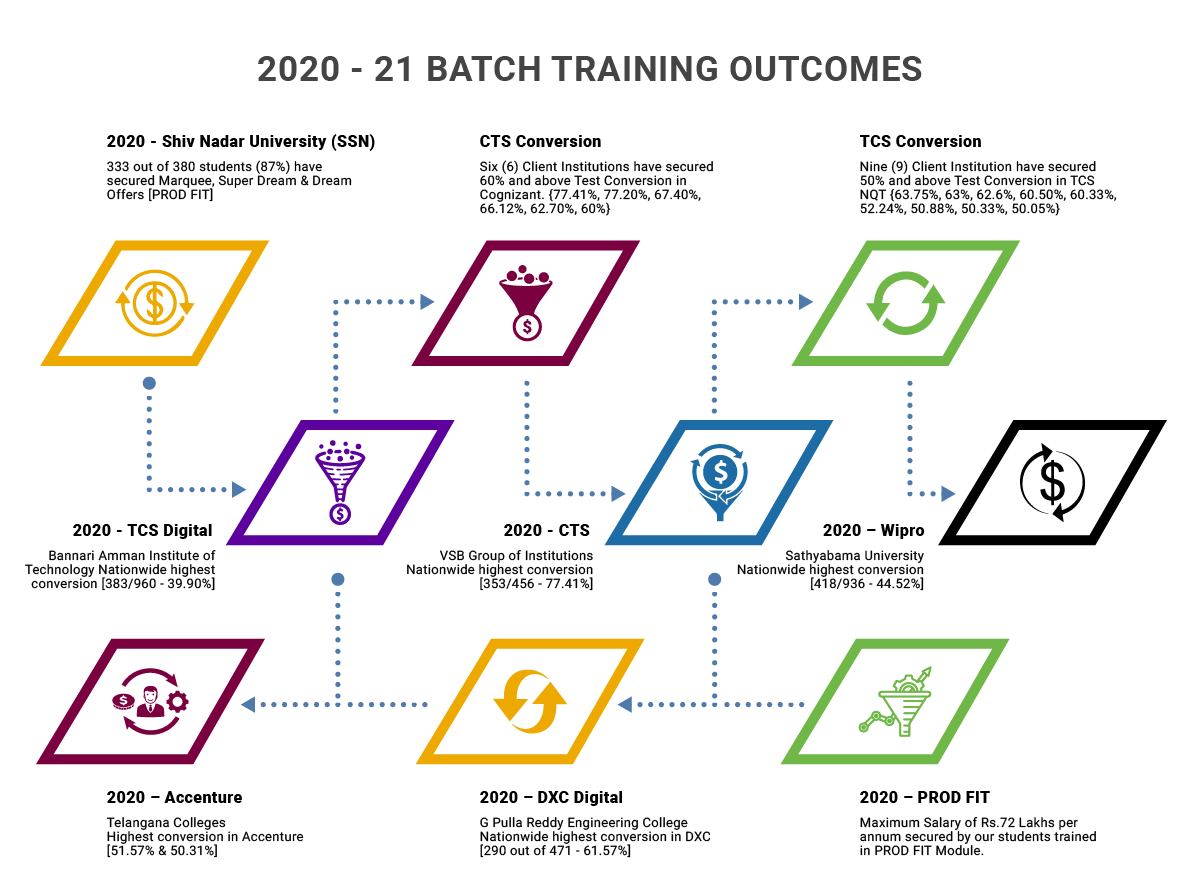 2020 - 21 BATCH TRAINING OUTCOMES
2020 - Shiv Nadar University (SSN)
333 out of 380 students (87%) have
secured Marquee, Super Dream & Dream
Offers [PROD FIT]
CTS Conversion
Six (6) Client Institutions have secured
60% and above Test Conversion in
Cognizant. {77.41%, 77.20%, 67.40%,
66.12%, 62.70%, 60%}
TCS Conversion
Nine (9) Client Institution have secured
50% and above Test Conversion in TCS
NQT {63.75%, 63%, 62.6%, 60.50%, 60.33%,
52.24%, 50.88%, 50.33%, 50.05%}
2020 - TCS Digital
Bannari Amman Institute of
Technology Nationwide highest
conversion [383/960 - 39.90%]
2020 - CTS
VSB Group of Institutions
Nationwide highest conversion
[353/456 - 77.41%]
2020 – Wipro
Sathyabama University
Nationwide highest conversion
[418/936 - 44.52%]
2020 – Accenture
Telangana Colleges
Highest conversion in Accenture
[51.57% & 50.31%]
2020 – DXC Digital
G Pulla Reddy Engineering College
Nationwide highest conversion in DXC
[290 out of 471 - 61.57%]
2020 – PROD FIT
Maximum Salary of Rs.72 Lakhs per
annum secured by our students trained
in PROD FIT Module.